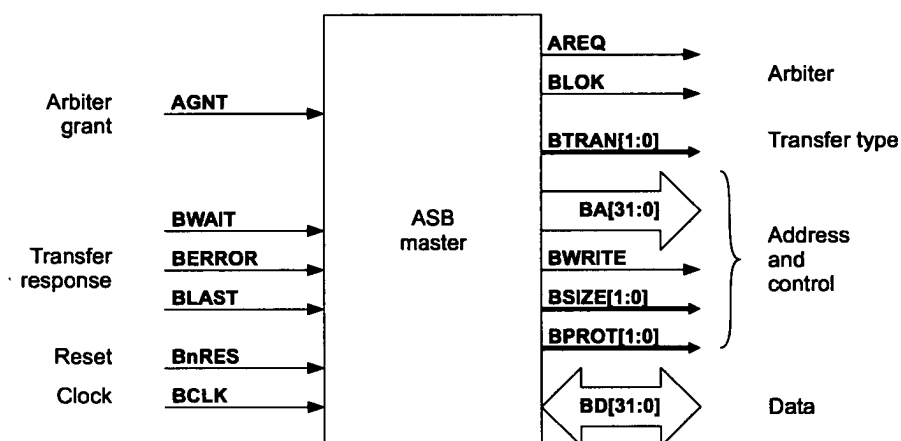 AREQ
BLOK
Arbiter
Arbiter
grant
AGNT
BTRAN[1:0]
Transfer type
BA[31:0]
BWAIT
ASB
master
Transfer
response
BERROR
BWRITE
Address
and
control
BLAST
BSIZE[1:0]
BPROT[1:0]
Reset
BnRES
Clock
BCLK
BD[31:0]
Data